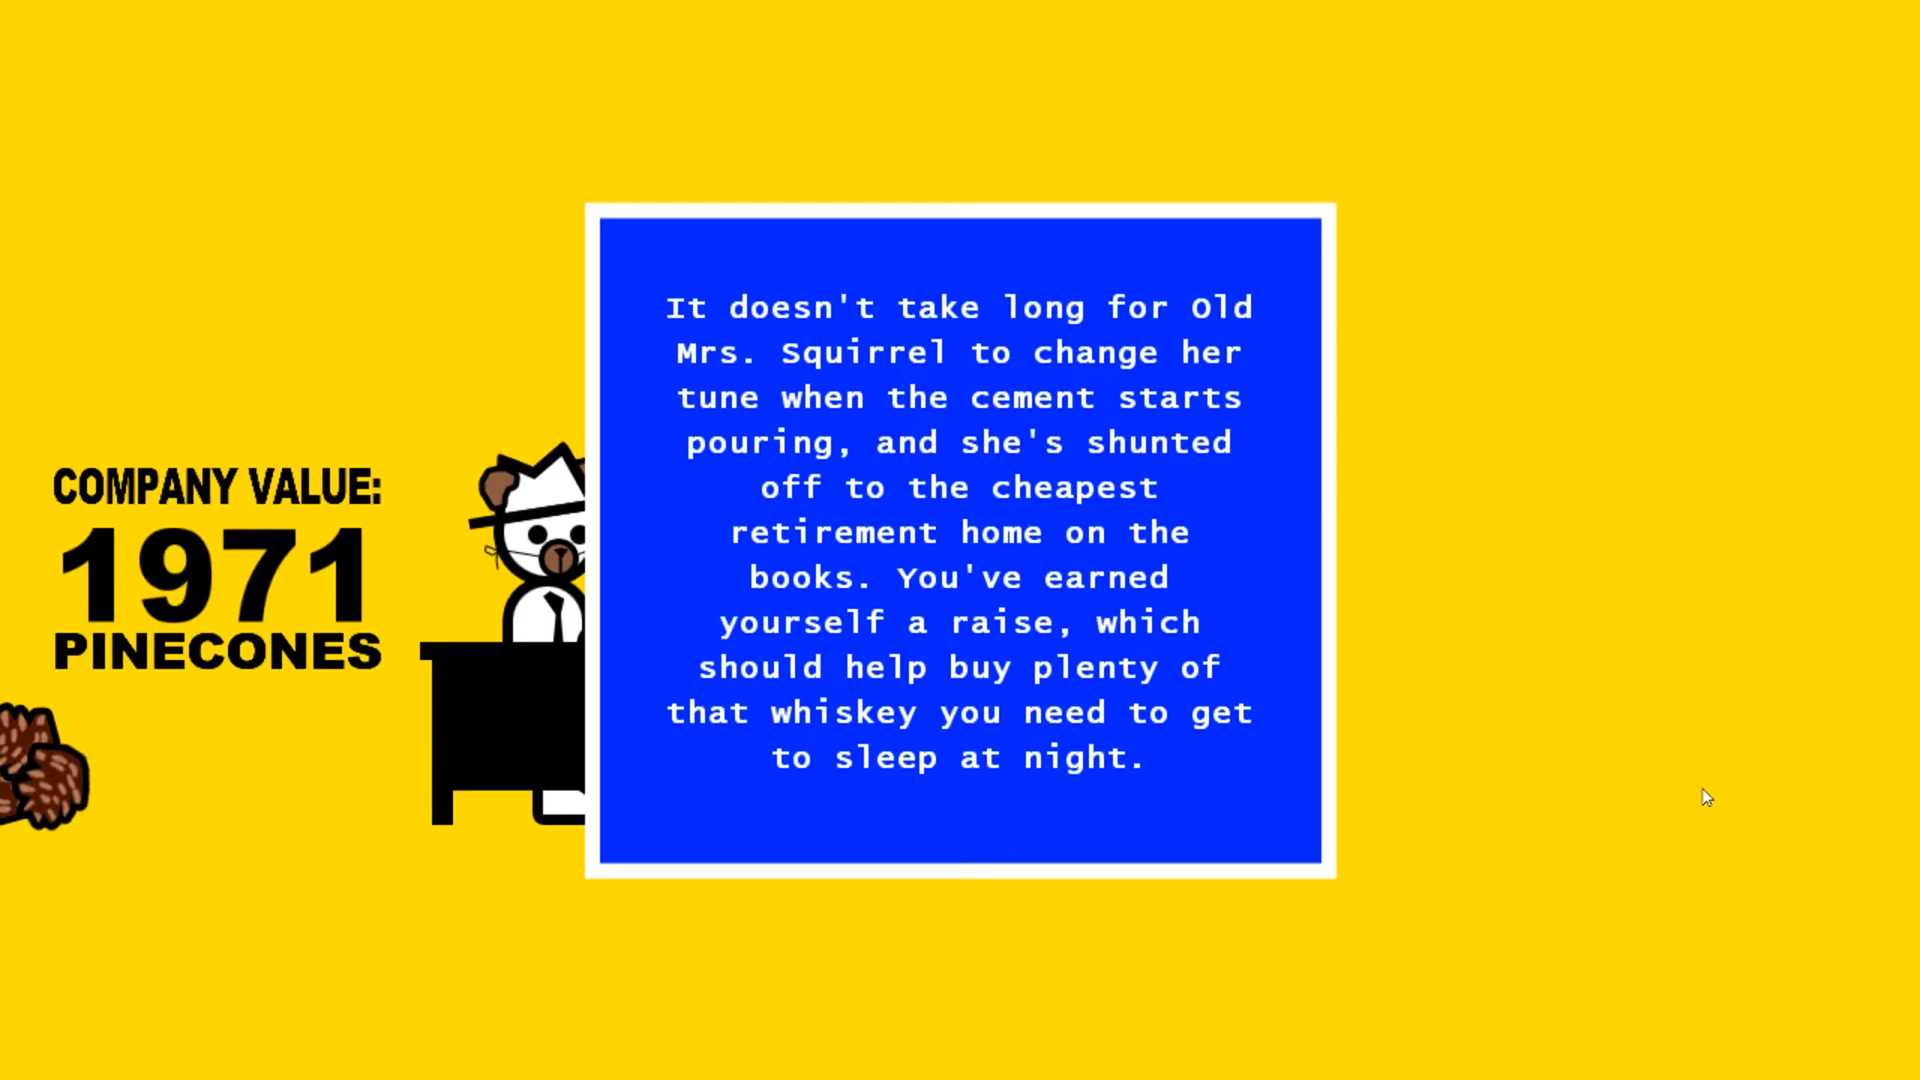 COMPANY VALUE:
1971
PINECONES
It doesn't take long for Old
Mrs. Squirrel to change her
tune when the cement starts
pouring, and she's shunted
off to the cheapest
retirement home on the
books. You've earned
yourself a raise, which
should help buy plenty of
that whiskey you need to get
to sleep at night.